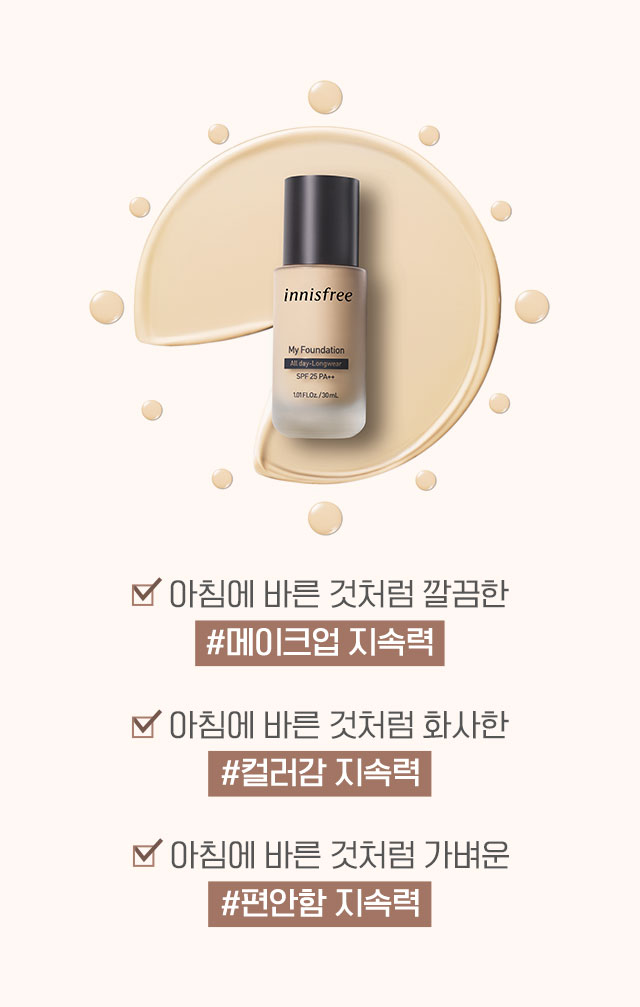 innisfree
My Foundation
All day-Longwear
SPF 25 PA++
1.01 Fl.Oz. / 30 mL
아침에 바른 것처럼 깔끔한
#메이크업 지속력
아침에 바른 것처럼 화사한
#컬러감 지속력
아침에 바른 것처럼 가벼운
#편안함 지속력